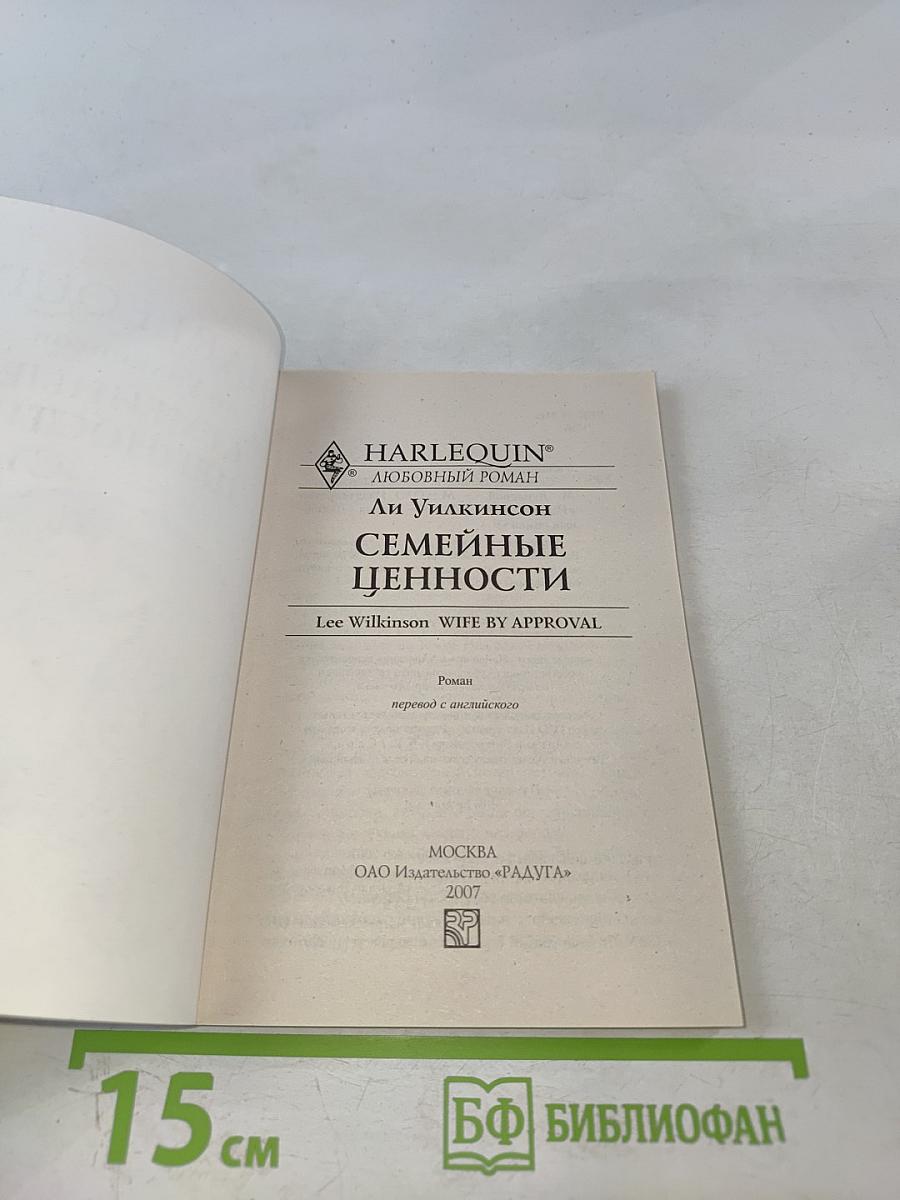 HARLEQUIN®
®
ЛЮБОВНЫЙ РОМАН
Ли Уилкинсон
СЕМЕЙНЫЕ
ЦЕННОСТИ
Lee Wilkinson WIFE BY APPROVAL
Роман
перевод с английского
МОСКВА
ОАО Издательство «РАДУГА»
2007
15 см
БФ БИБЛИОФАН